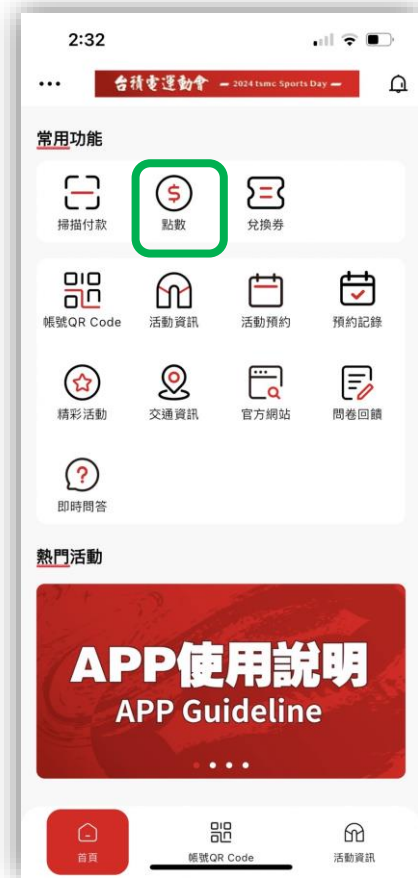 2:32
台積電運動會 — 2024 tsmc Sports Day —
常用功能
掃描付款 點數 兌換券
帳號QR Code 活動資訊 活動預約 預約記錄
精彩活動 交通資訊 官方網站 問卷回饋
即時問答
熱門活動
APP使用說明
APP Guideline
首頁 帳號QR Code 活動資訊